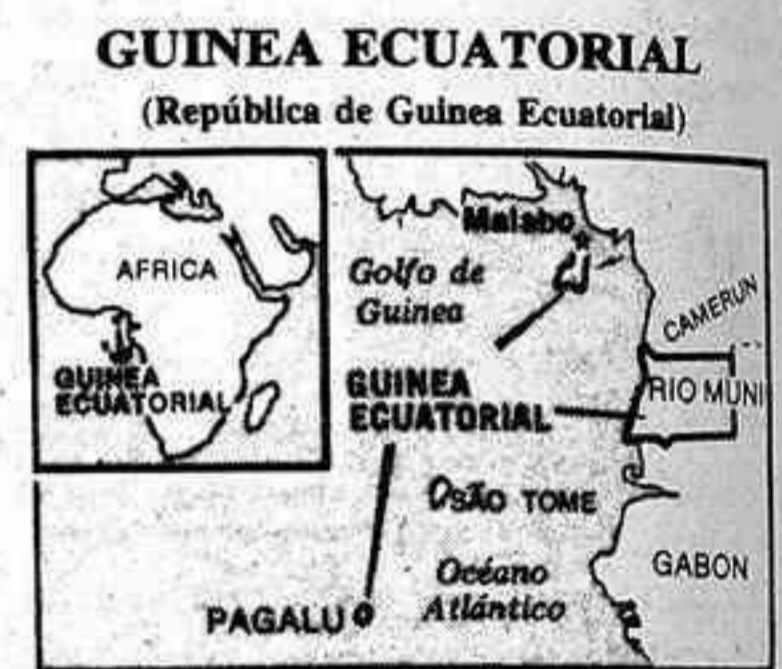 GUINEA ECUATORIAL
(República de Guinea Ecuatorial)
AFRICA
GUINEA
ECUATORIAL
Malabo
Golfo de
Guinea
CAMERUN
GUINEA
ECUATORIAL
RIO MUNI
SÃO TOME
GABON
Océano
Atlántico
PAGALU